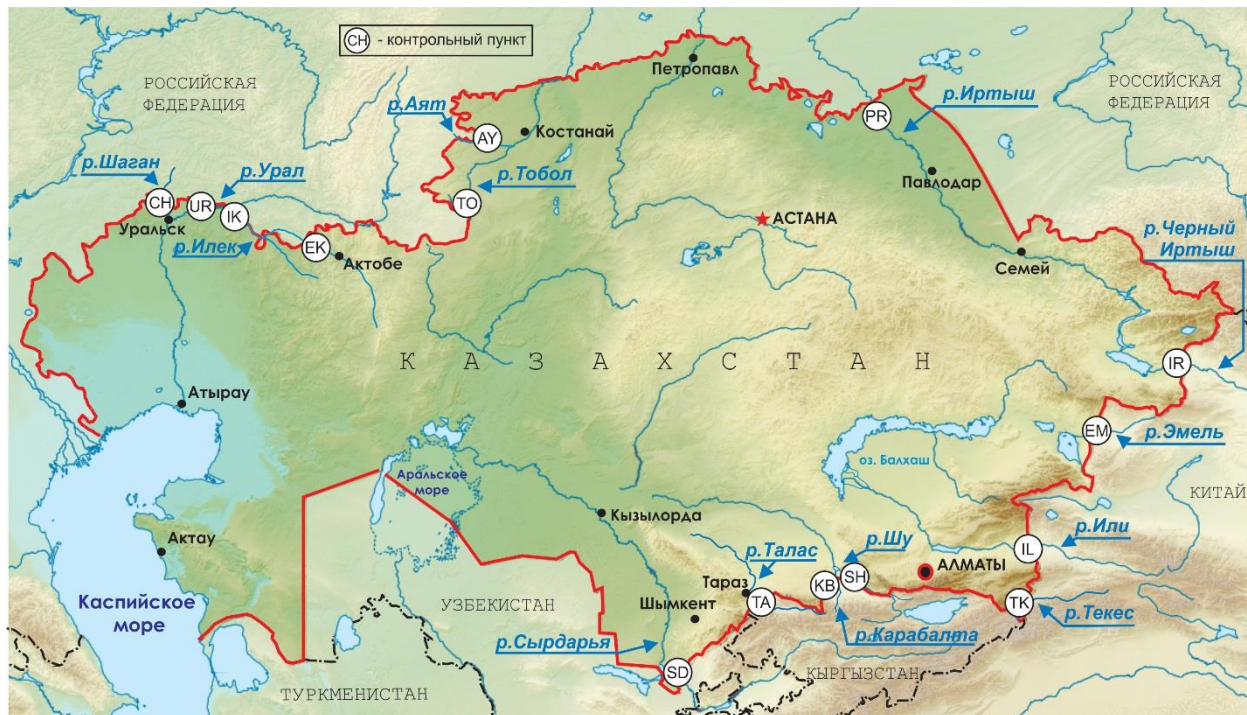 CH - контрольный пункт
РОССИЙСКАЯ
ФЕДЕРАЦИЯ
Петропавл
РОССИЙСКАЯ
ФЕДЕРАЦИЯ
р.Аят
AY
Костанай
PR
р.Иртыш
р.Шаган
р.Урал
р.Тобол
Павлодар
CH
UR
IK
TO
Уральск
АСТАНА
р.Илек
EK
Актобе
Семей
р.Черный
Иртыш
КАЗАХСТАН
IR
Атырау
EM
р.Эмель
оз. Балхаш
Аральское
море
КИТАЙ
Кызылорда
Актау
р.Талас
р.Шу
IL
р.Или
АЛМАТЫ
Тараз
KB
SH
Каспийское
море
УЗБЕКИСТАН
Шымкент
TA
TK
р.Текес
р.Сырдарья
р.Карабалта
SD
КЫРГЫЗСТАН
ТУРКМЕНИСТАН